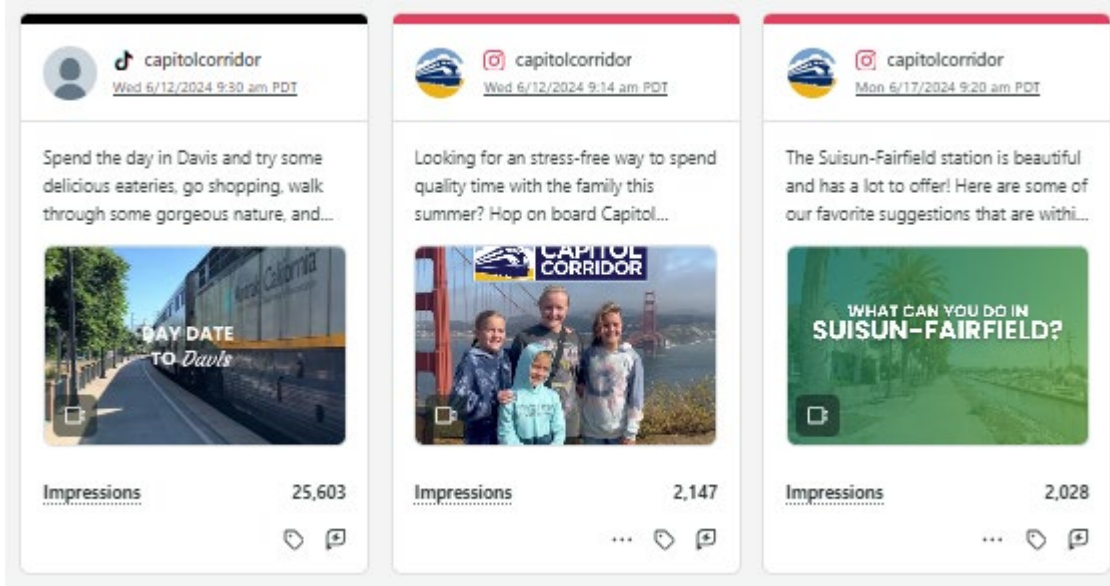 capitolcorridor
Wed 6/12/2024 9:30 am PDT
Spend the day in Davis and try some
delicious eateries, go shopping, walk
through some gorgeous nature, and...
DAY DATE
TO Davis
Impressions
25,603
capitolcorridor
Wed 6/12/2024 9:14 am PDT
Looking for an stress-free way to spend
quality time with the family this
summer? Hop on board Capitol...
CAPITOL
CORRIDOR
Impressions
2,147
capitolcorridor
Mon 6/17/2024 9:20 am PDT
The Suisun-Fairfield station is beautiful
and has a lot to offer! Here are some of
our favorite suggestions that are withi...
WHAT CAN YOU DO IN
SUISUN-FAIRFIELD?
Impressions
2,028